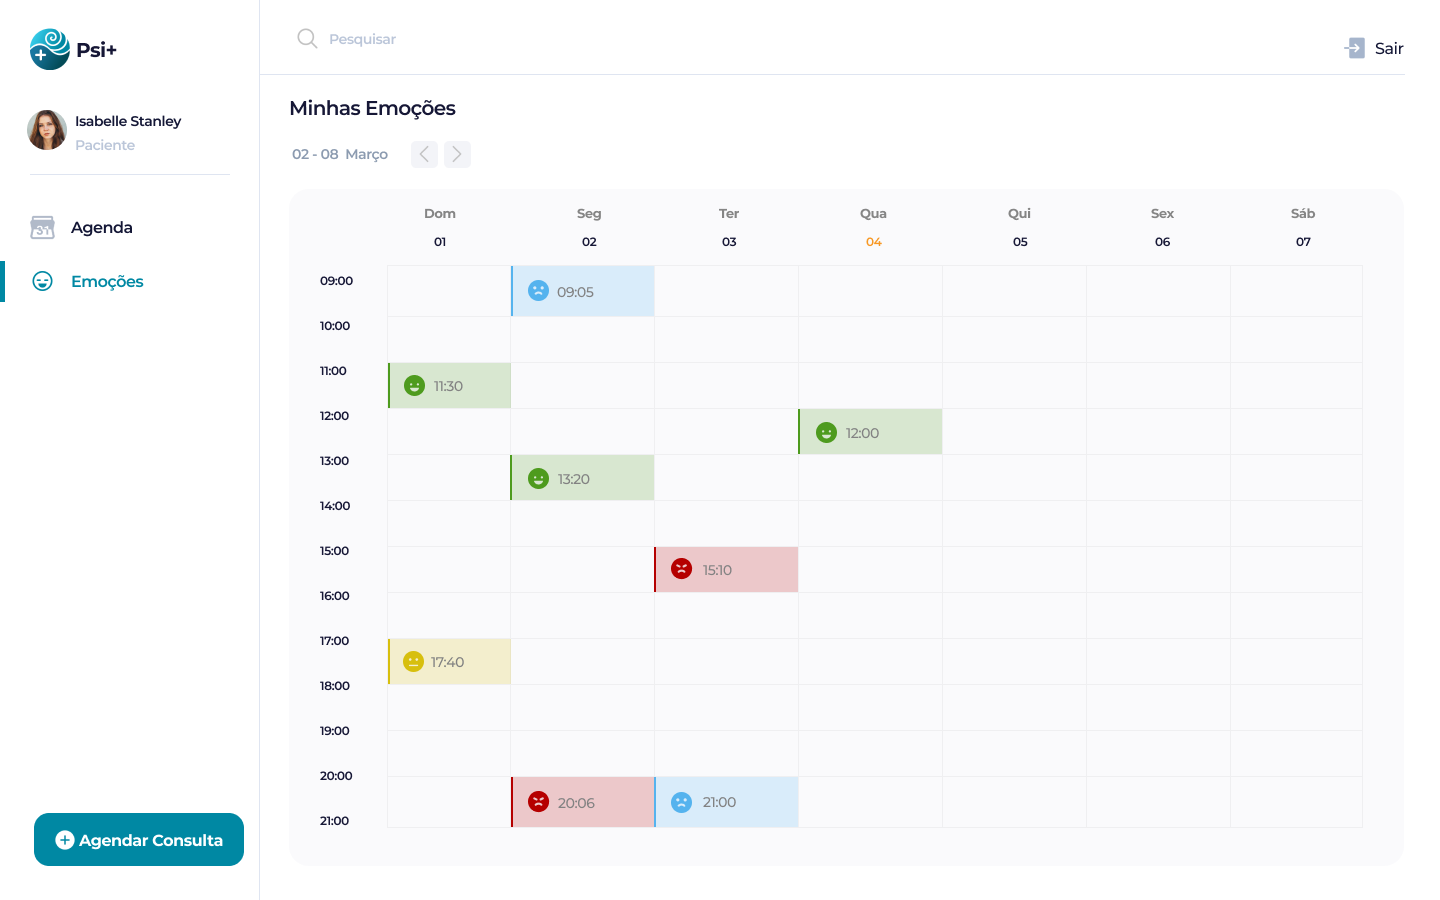 Psi+
Pesquisar
Sair
Isabelle Stanley
Paciente
31
Agenda
Emoções
Agendar Consulta
Minhas Emoções
02 - 08 Março
Dom Seg Ter Qua Qui Sex Sáb
01 02 03 04 05 06 07
09:00 09:05
10:00
11:00 11:30
12:00 12:00
13:00 13:20
14:00
15:00 15:10
16:00
17:00 17:40
18:00
19:00
20:00 20:06 21:00
21:00